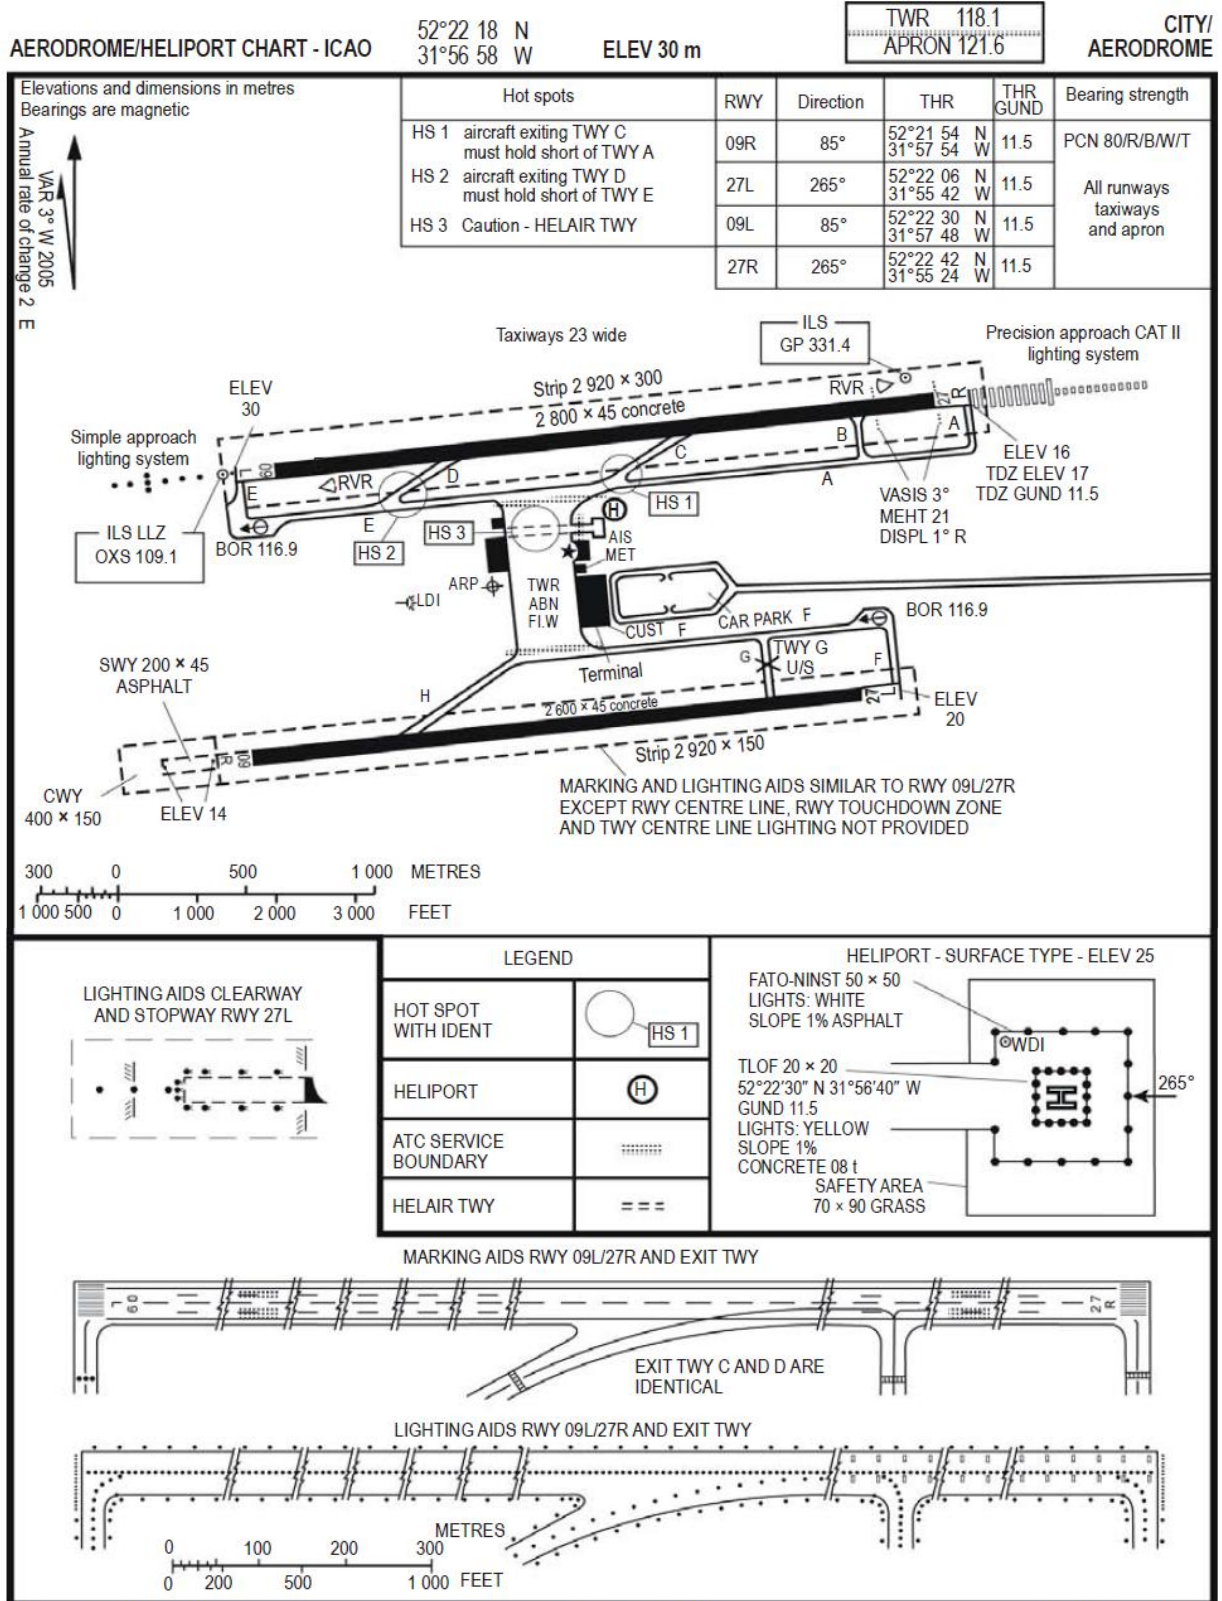 AERODROME/HELIPORT CHART - ICAO
52°22 18 N
31°56 58 W
ELEV 30 m
TWR 118.1
APRON 121.6
CITY/
AERODROME
Elevations and dimensions in metres
Bearings are magnetic
VAR 3° W 2005
Annual rate of change 2 E
Hot spots
HS 1 aircraft exiting TWY C
must hold short of TWY A
HS 2 aircraft exiting TWY D
must hold short of TWY E
HS 3 Caution - HELAIR TWY
RWY Direction THR THR GUND Bearing strength
09R 85° 52°21 54 N 31°57 54 W 11.5
27L 265° 52°22 06 N 31°55 42 W 11.5
09L 85° 52°22 30 N 31°57 48 W 11.5
27R 265° 52°22 42 N 31°55 24 W 11.5
PCN 80/R/B/W/T
All runways
taxiways
and apron
Taxiways 23 wide
ILS
GP 331.4
Precision approach CAT II
lighting system
Strip 2 920 × 300
2 800 × 45 concrete
RVR
27
R
ELEV
30
Simple approach
lighting system
09
L
RVR
D
C
B
A
A
E
E
ELEV 16
TDZ ELEV 17
TDZ GUND 11.5
VASIS 3°
MEHT 21
DISPL 1° R
HS 1
H
HS 3
HS 2
ILS LLZ
OXS 109.1
BOR 116.9
AIS
MET
ARP
LDI
TWR
ABN
FI.W
CUST
F
CAR PARK
F
BOR 116.9
Terminal
G
TWY G
U/S
F
SWY 200 × 45
ASPHALT
H
2 600 × 45 concrete
27
L
ELEV
20
Strip 2 920 × 150
09
R
CWY
400 × 150
ELEV 14
MARKING AND LIGHTING AIDS SIMILAR TO RWY 09L/27R
EXCEPT RWY CENTRE LINE, RWY TOUCHDOWN ZONE
AND TWY CENTRE LINE LIGHTING NOT PROVIDED
300 0 500 1 000 METRES
1 000 500 0 1 000 2 000 3 000 FEET
LIGHTING AIDS CLEARWAY
AND STOPWAY RWY 27L
LEGEND
HOT SPOT
WITH IDENT
HS 1
HELIPORT
H
ATC SERVICE
BOUNDARY
HELAIR TWY
HELIPORT - SURFACE TYPE - ELEV 25
FATO-NINST 50 × 50
LIGHTS: WHITE
SLOPE 1% ASPHALT
WDI
TLOF 20 × 20
52°22'30" N 31°56'40" W
GUND 11.5
LIGHTS: YELLOW
SLOPE 1%
CONCRETE 08 t
H
265°
SAFETY AREA
70 × 90 GRASS
MARKING AIDS RWY 09L/27R AND EXIT TWY
09
L
27
R
EXIT TWY C AND D ARE
IDENTICAL
LIGHTING AIDS RWY 09L/27R AND EXIT TWY
METRES
0 100 200 300
0 200 500 1 000 FEET